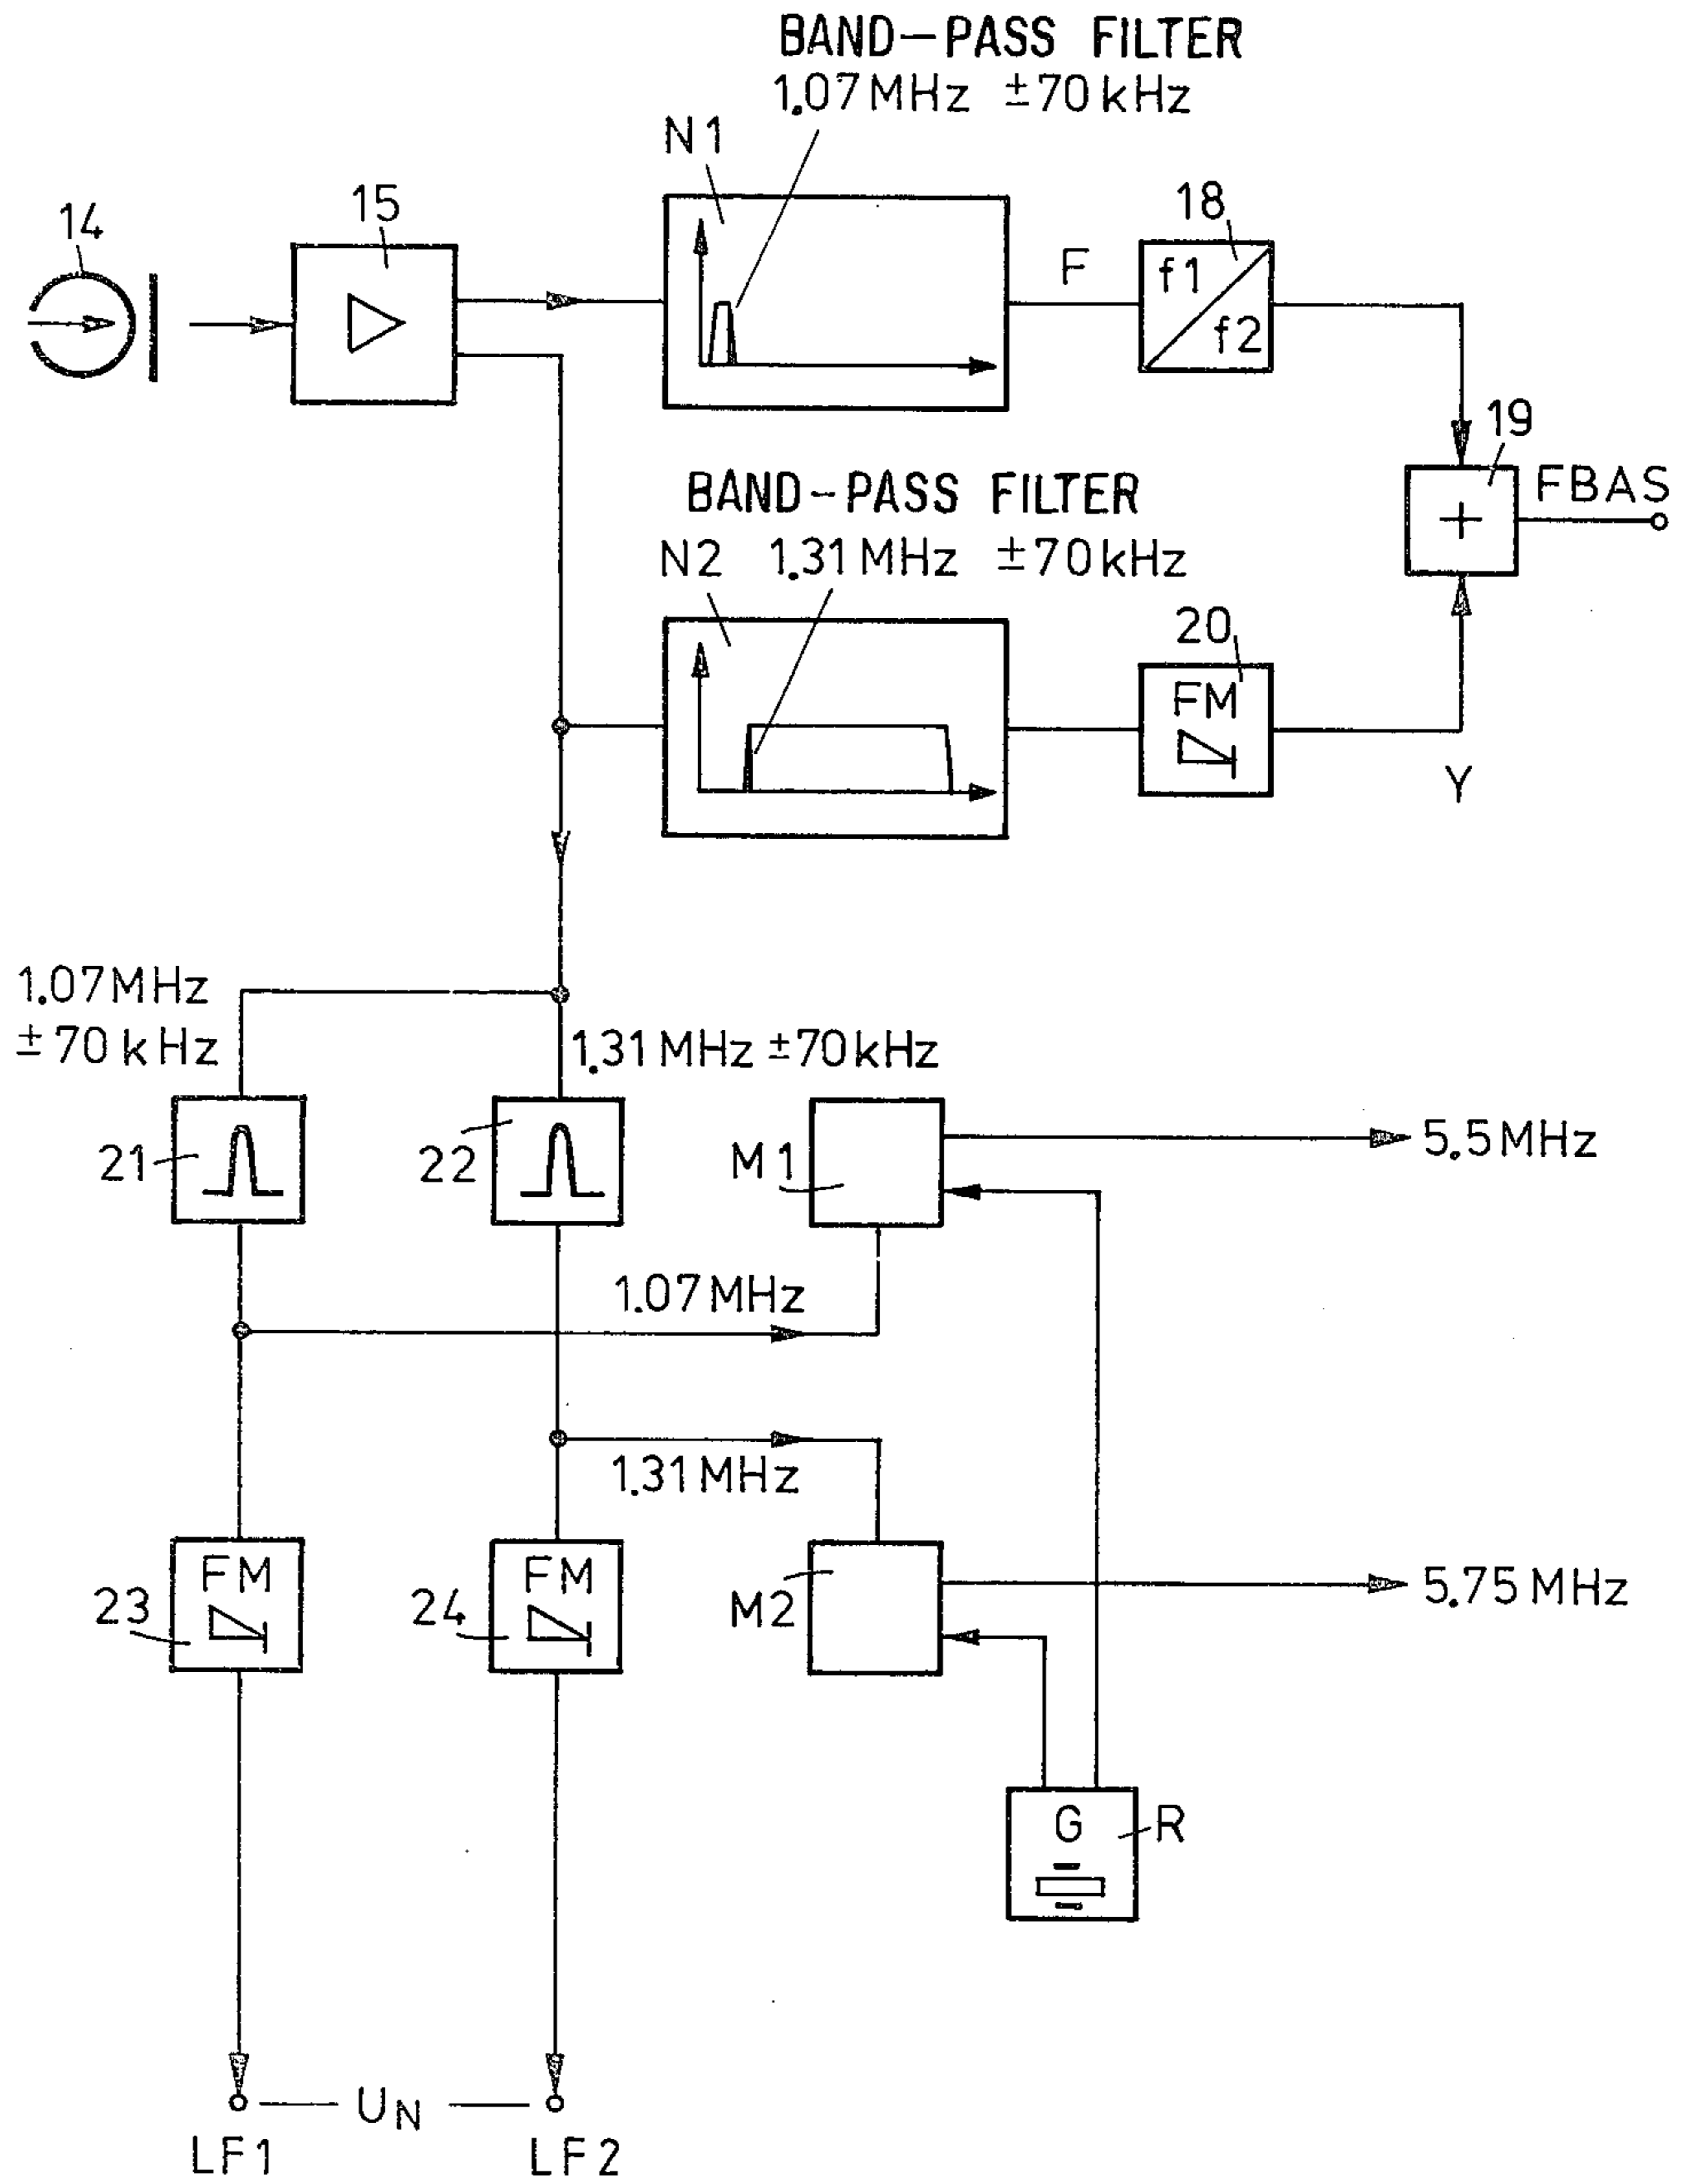 BAND-PASS FILTER
1.07 MHz ±70 kHz
N1
14
15
18
F
f1
f2
19
FBAS
+
BAND-PASS FILTER
N2 1.31 MHz ±70 kHz
20
FM
Y
1.07 MHz
±70 kHz
1.31 MHz ±70 kHz
21
22
M1
5.5 MHz
1.07 MHz
1.31 MHz
23
FM
24
FM
M2
5.75 MHz
G
R
UN
LF1
LF2